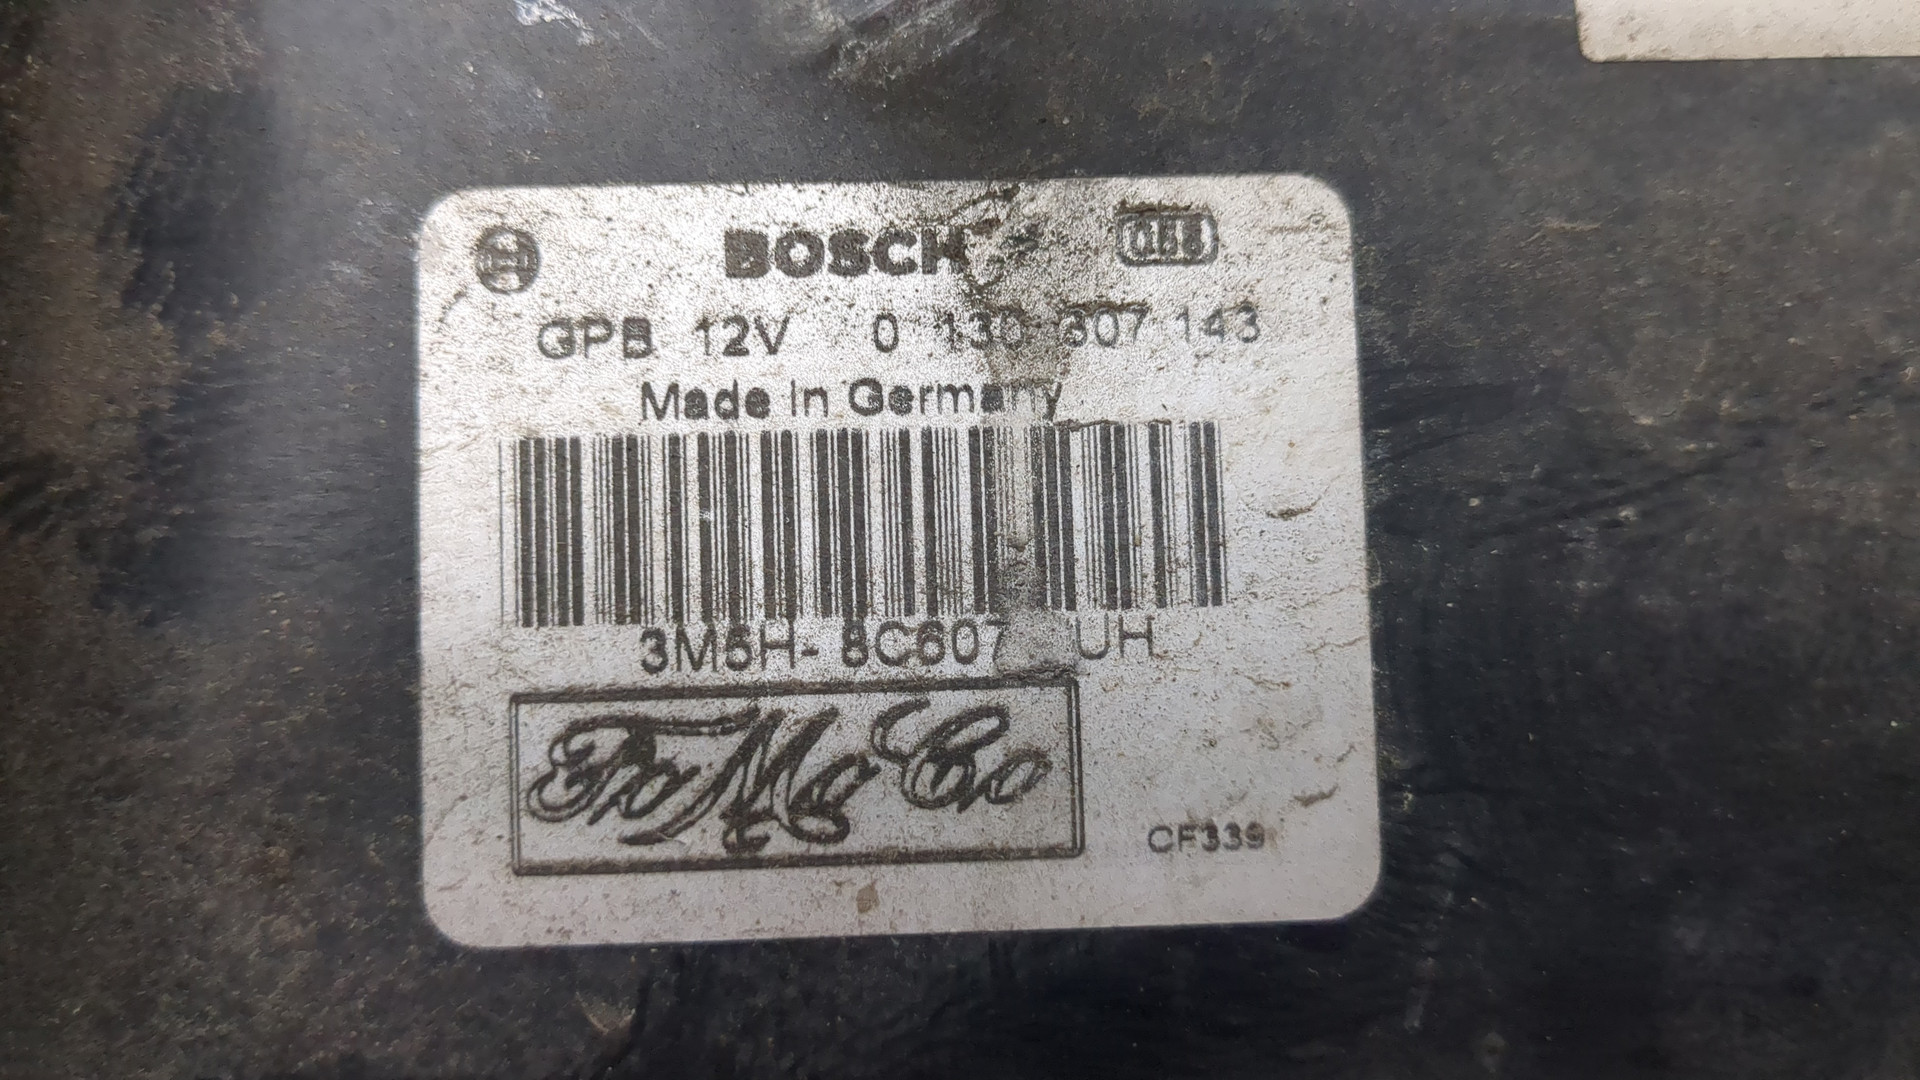 BOSCH
GPB 12V 0 130 307 143
Made in Germany
3M5H- 8C607 UH
FoMoCo
CF339